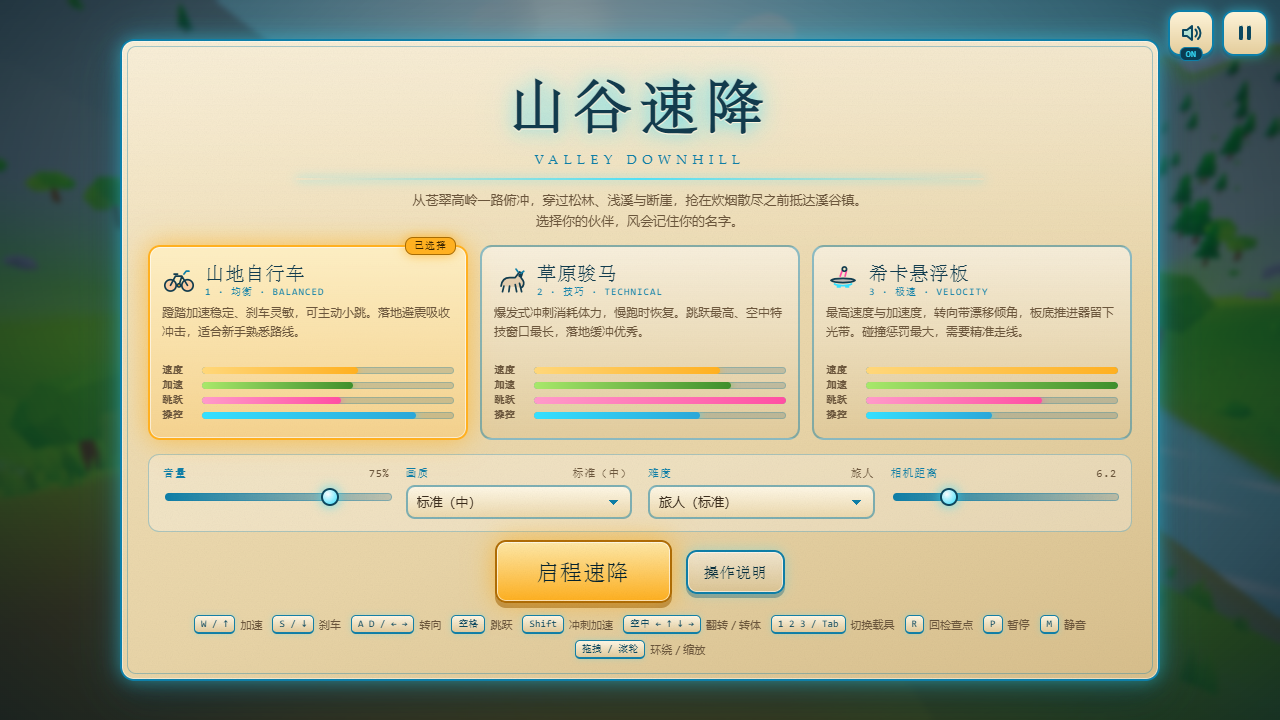 ON
山谷速降
VALLEY DOWNHILL
从苍翠高岭一路俯冲，穿过松林、浅溪与断崖，抢在炊烟散尽之前抵达溪谷镇。
选择你的伙伴，风会记住你的名字。
已选择
山地自行车
1 · 均衡 · BALANCED
蹬踏加速稳定、刹车灵敏，可主动小跳。落地避震吸收
冲击，适合新手熟悉路线。
速度
加速
跳跃
操控
草原骏马
2 · 技巧 · TECHNICAL
爆发式冲刺消耗体力，慢跑时恢复。跳跃最高、空中特
技窗口最长，落地缓冲优秀。
速度
加速
跳跃
操控
希卡悬浮板
3 · 极速 · VELOCITY
最高速度与加速度，转向带漂移倾角，板底推进器留下
光带。碰撞惩罚最大，需要精准走线。
速度
加速
跳跃
操控
音量 75% 画质 标准（中） 难度 旅人 相机距离 6.2
标准（中） 旅人（标准）
启程速降 操作说明
W / ↑ 加速 S / ↓ 刹车 A D / ← → 转向 空格 跳跃 Shift 冲刺加速 空中 ← ↑ ↓ → 翻转 / 转体 1 2 3 / Tab 切换载具 R 回检查点 P 暂停 M 静音
拖拽 / 滚轮 环绕 / 缩放